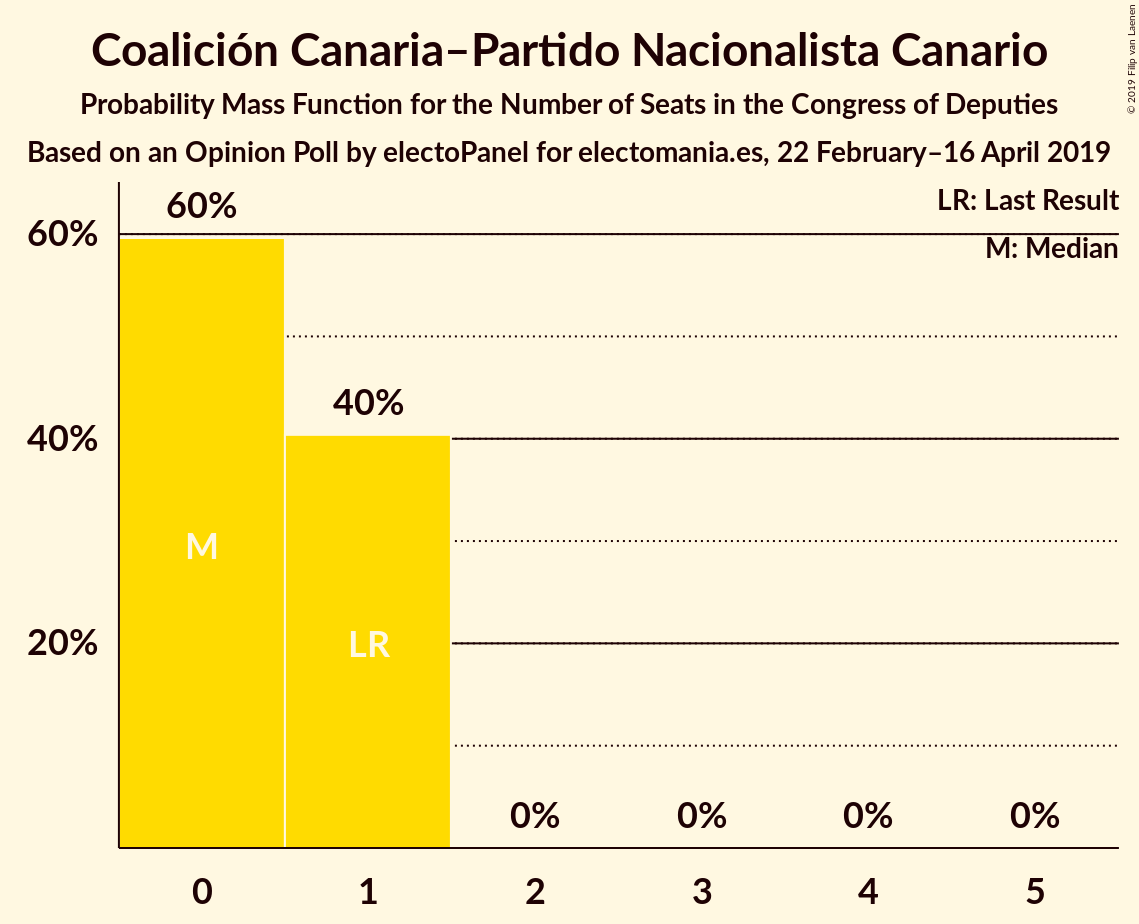 Coalición Canaria–Partido Nacionalista Canario
Probability Mass Function for the Number of Seats in the Congress of Deputies
Based on an Opinion Poll by electoPanel for electomania.es, 22 February–16 April 2019
© 2019 Filip van Laenen
LR: Last Result
M: Median
60%
60%
40%
40%
M
LR
20%
0% 0% 0% 0%
0 1 2 3 4 5